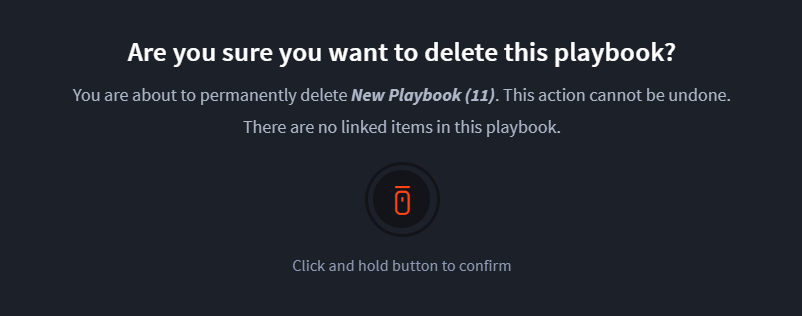 Are you sure you want to delete this playbook?
You are about to permanently delete New Playbook (11). This action cannot be undone.
There are no linked items in this playbook.
Click and hold button to confirm